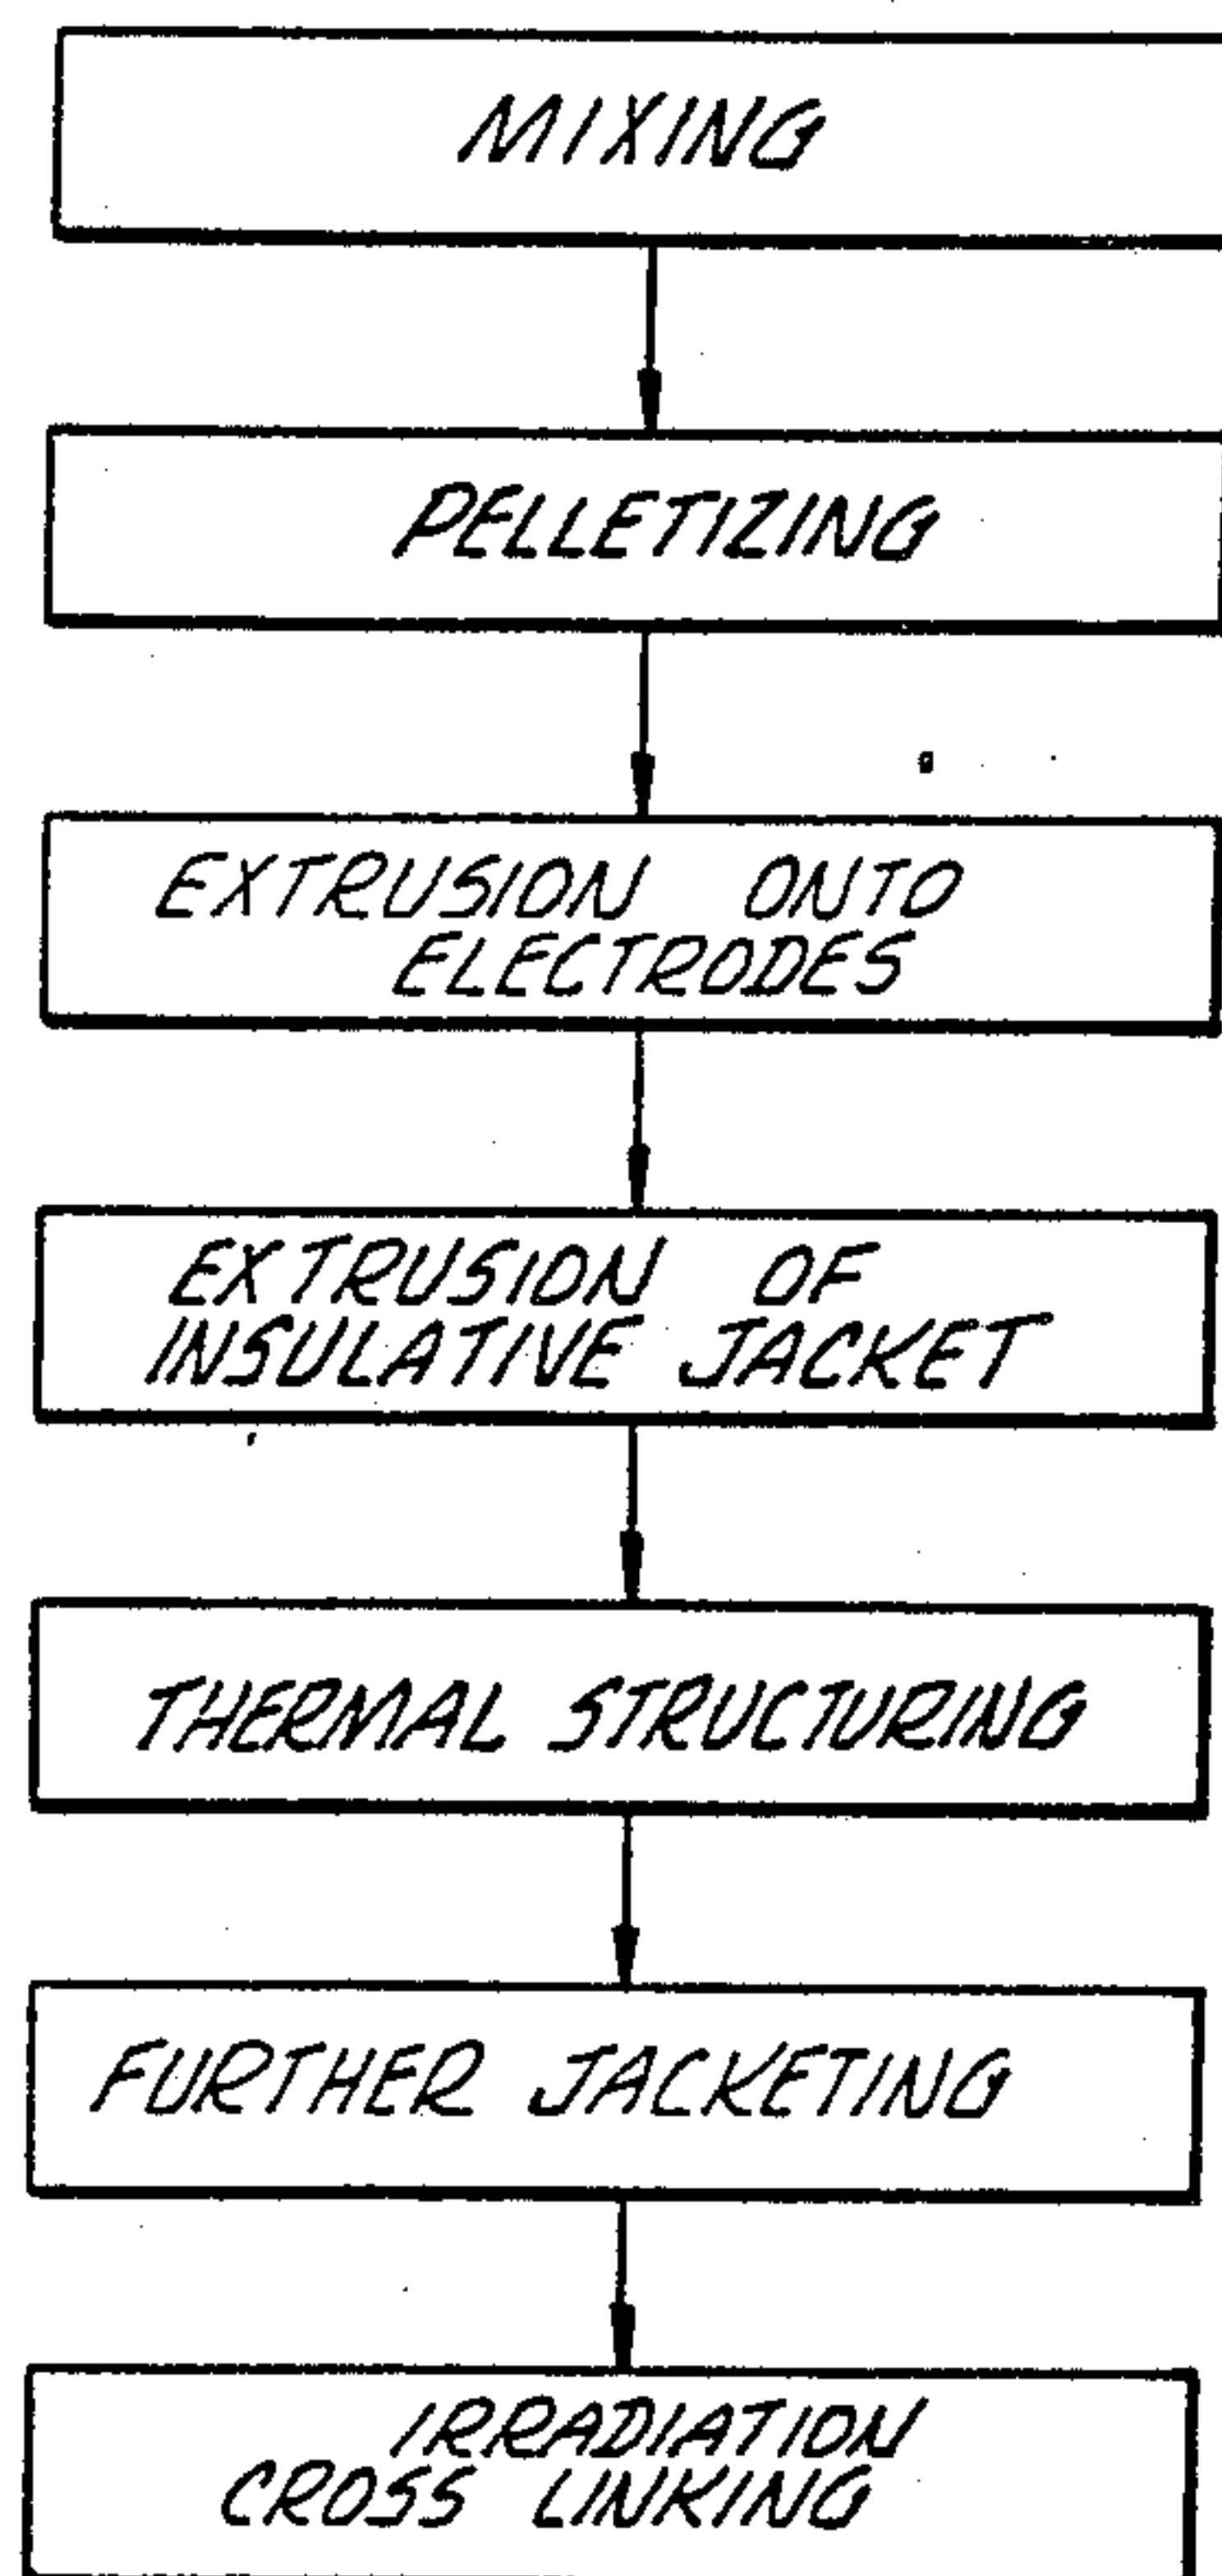 MIXING
PELLETIZING
EXTRUSION ONTO
ELECTRODES
EXTRUSION OF
INSULATIVE JACKET
THERMAL STRUCTURING
FURTHER JACKETING
IRRADIATION
CROSS LINKING